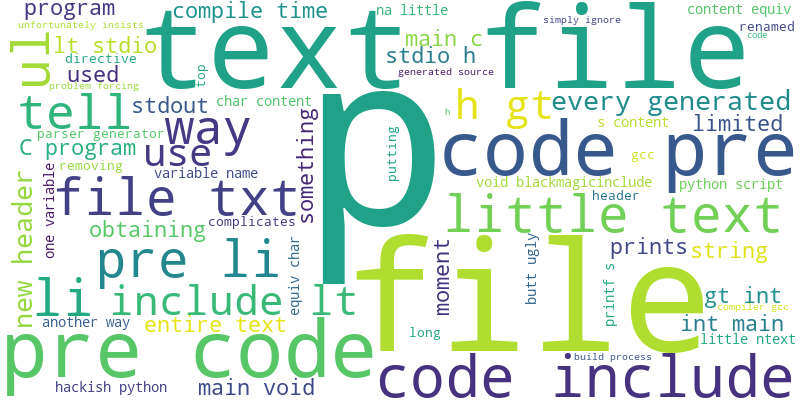 program
unfortunately insists
compile time
na little
simply ignore
content equiv
renamed
code
lt stdio
ul
directive
used
problem forcing
top
text file
main c
stdio h
generated source
tell
stdout
char content
h gt
every generated
h
parser generator
way
putting
s content
limited
C program
removing
use
code pre
gcc
p
variable name
void blackmagicinclude
python script
one variable
file txt
something
header
complicates
little text
new header
obtaining
pre li
equiv char
moment
butt ugly
printf s
prints
string
li include lt
file
gt int
compiler gcc
another way
entire text
long
int main
little ntext
pre code
build process
hackish python
main void
code include